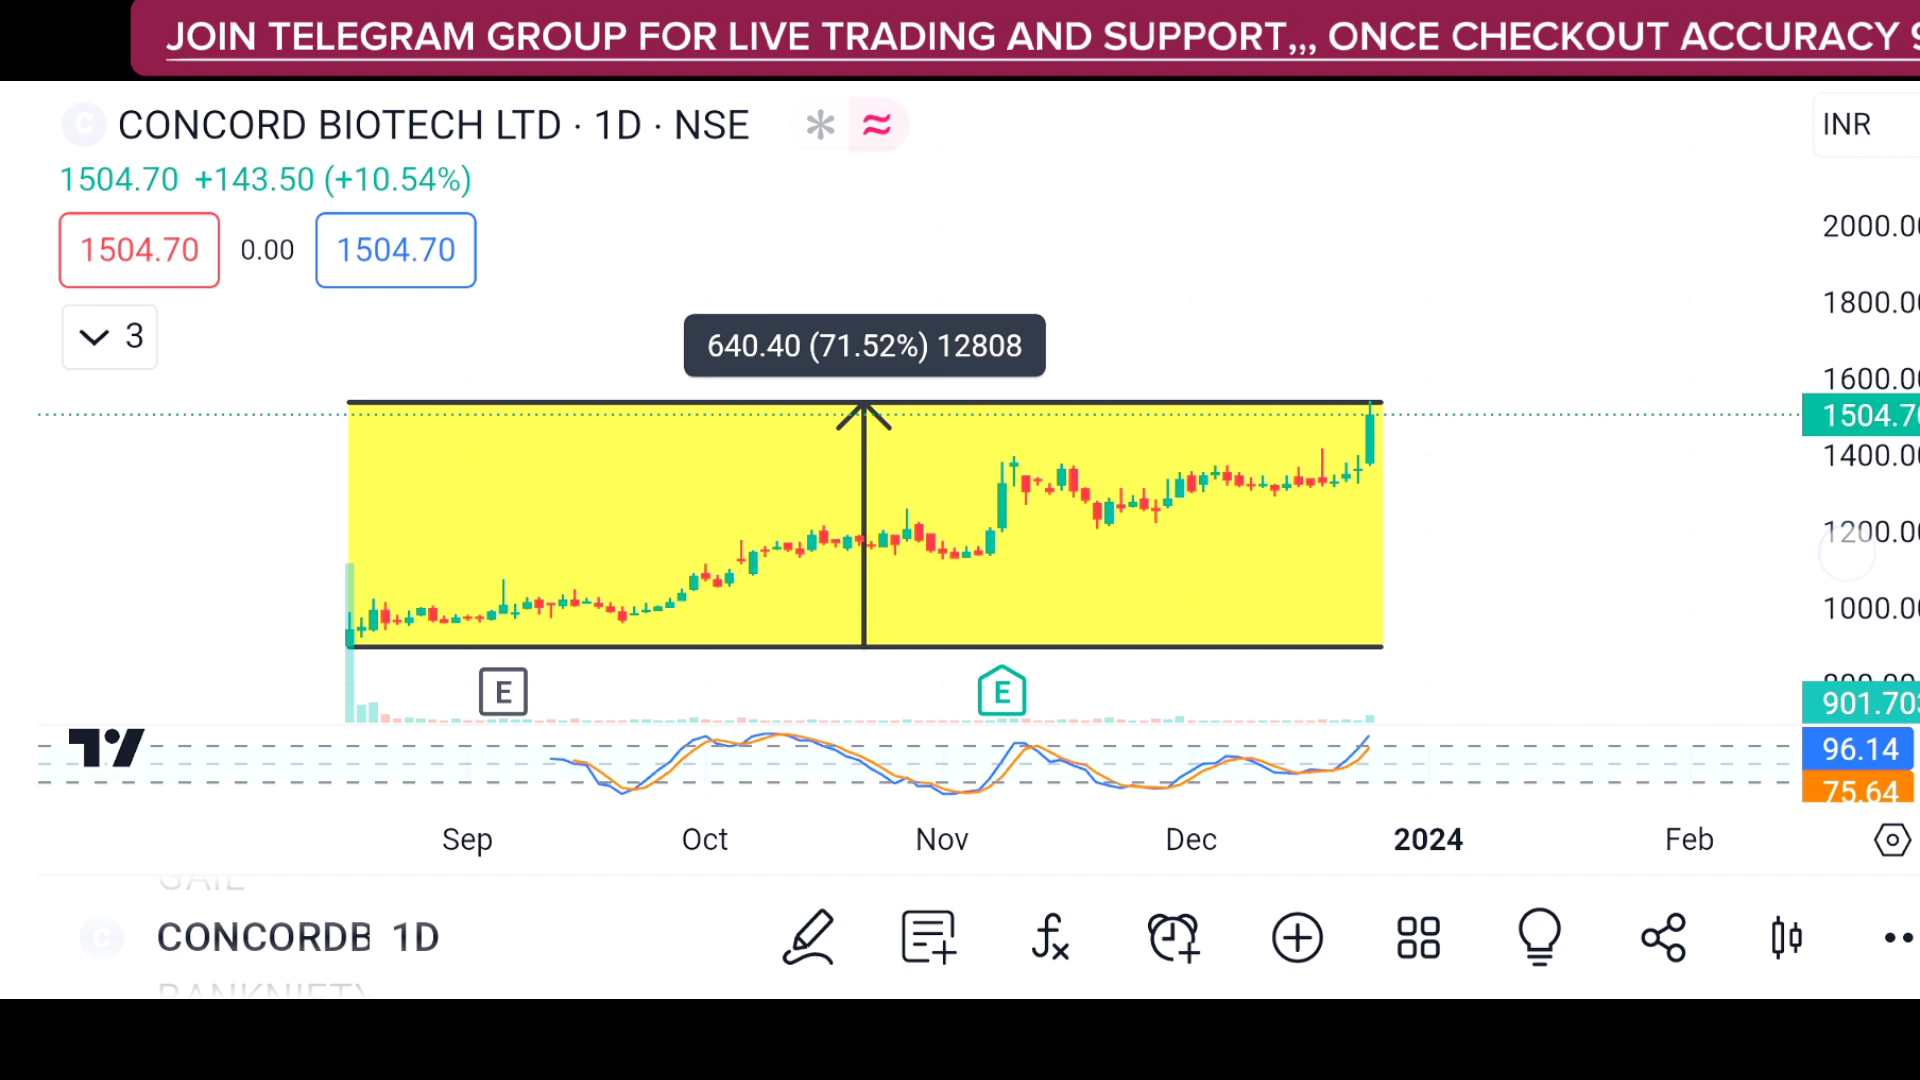 JOIN TELEGRAM GROUP FOR LIVE TRADING AND SUPPORT,,, ONCE CHECKOUT ACCURACY
C CONCORD BIOTECH LTD · 1D · NSE
INR
1504.70 +143.50 (+10.54%)
1504.70 0.00 1504.70
3
640.40 (71.52%) 12808
2000.00
1800.00
1600.00
1504.70
1400.00
1200.00
1000.00
901.703
96.14
75.64
E
E
Sep Oct Nov Dec 2024 Feb
GAIL
C CONCORDB 1D
BANKNIFTY